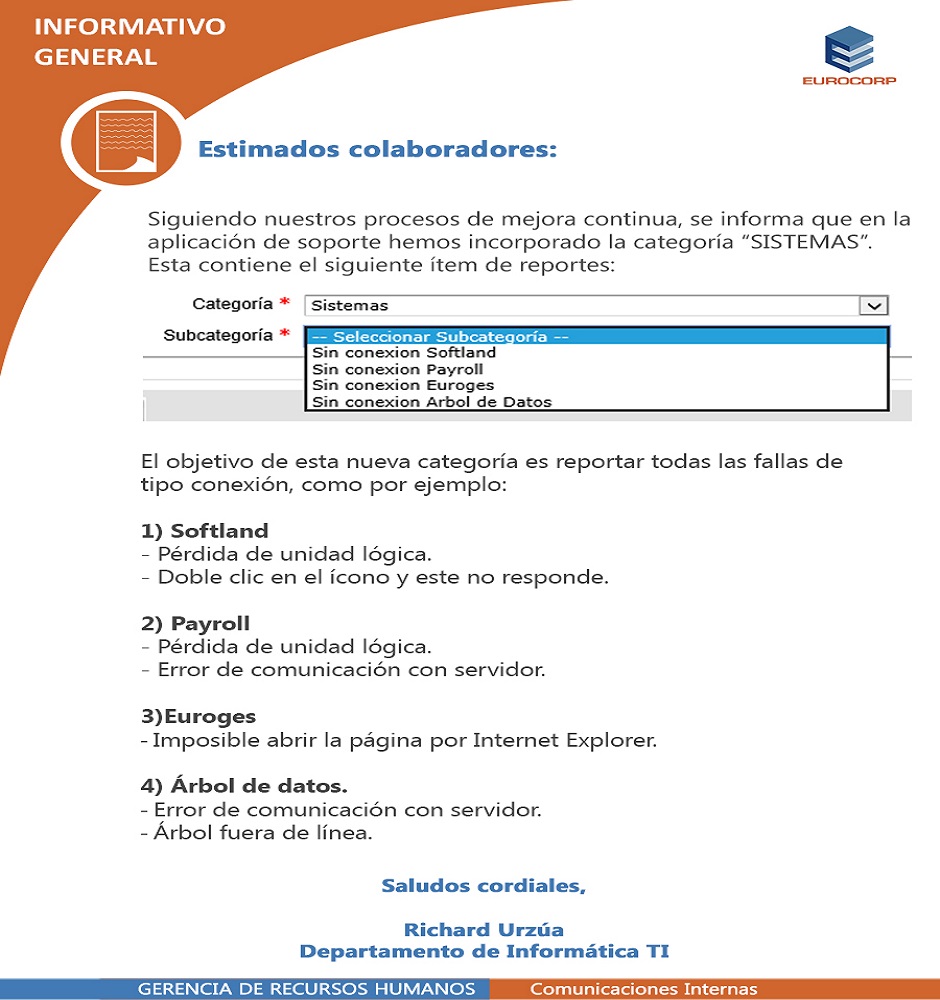 INFORMATIVO
GENERAL
EUROCORP
Estimados colaboradores:
Siguiendo nuestros procesos de mejora continua, se informa que en la
aplicación de soporte hemos incorporado la categoría “SISTEMAS”.
Esta contiene el siguiente ítem de reportes:
Categoría * Sistemas
Subcategoría * -- Seleccionar Subcategoría --
Sin conexion Softland
Sin conexion Payroll
Sin conexion Euroges
Sin conexion Arbol de Datos
El objetivo de esta nueva categoría es reportar todas las fallas de
tipo conexión, como por ejemplo:
1) Softland
- Pérdida de unidad lógica.
- Doble clic en el ícono y este no responde.
2) Payroll
- Pérdida de unidad lógica.
- Error de comunicación con servidor.
3)Euroges
- Imposible abrir la página por Internet Explorer.
4) Árbol de datos.
- Error de comunicación con servidor.
- Árbol fuera de línea.
Saludos cordiales,
Richard Urzúa
Departamento de Informática TI
GERENCIA DE RECURSOS HUMANOS Comunicaciones Internas